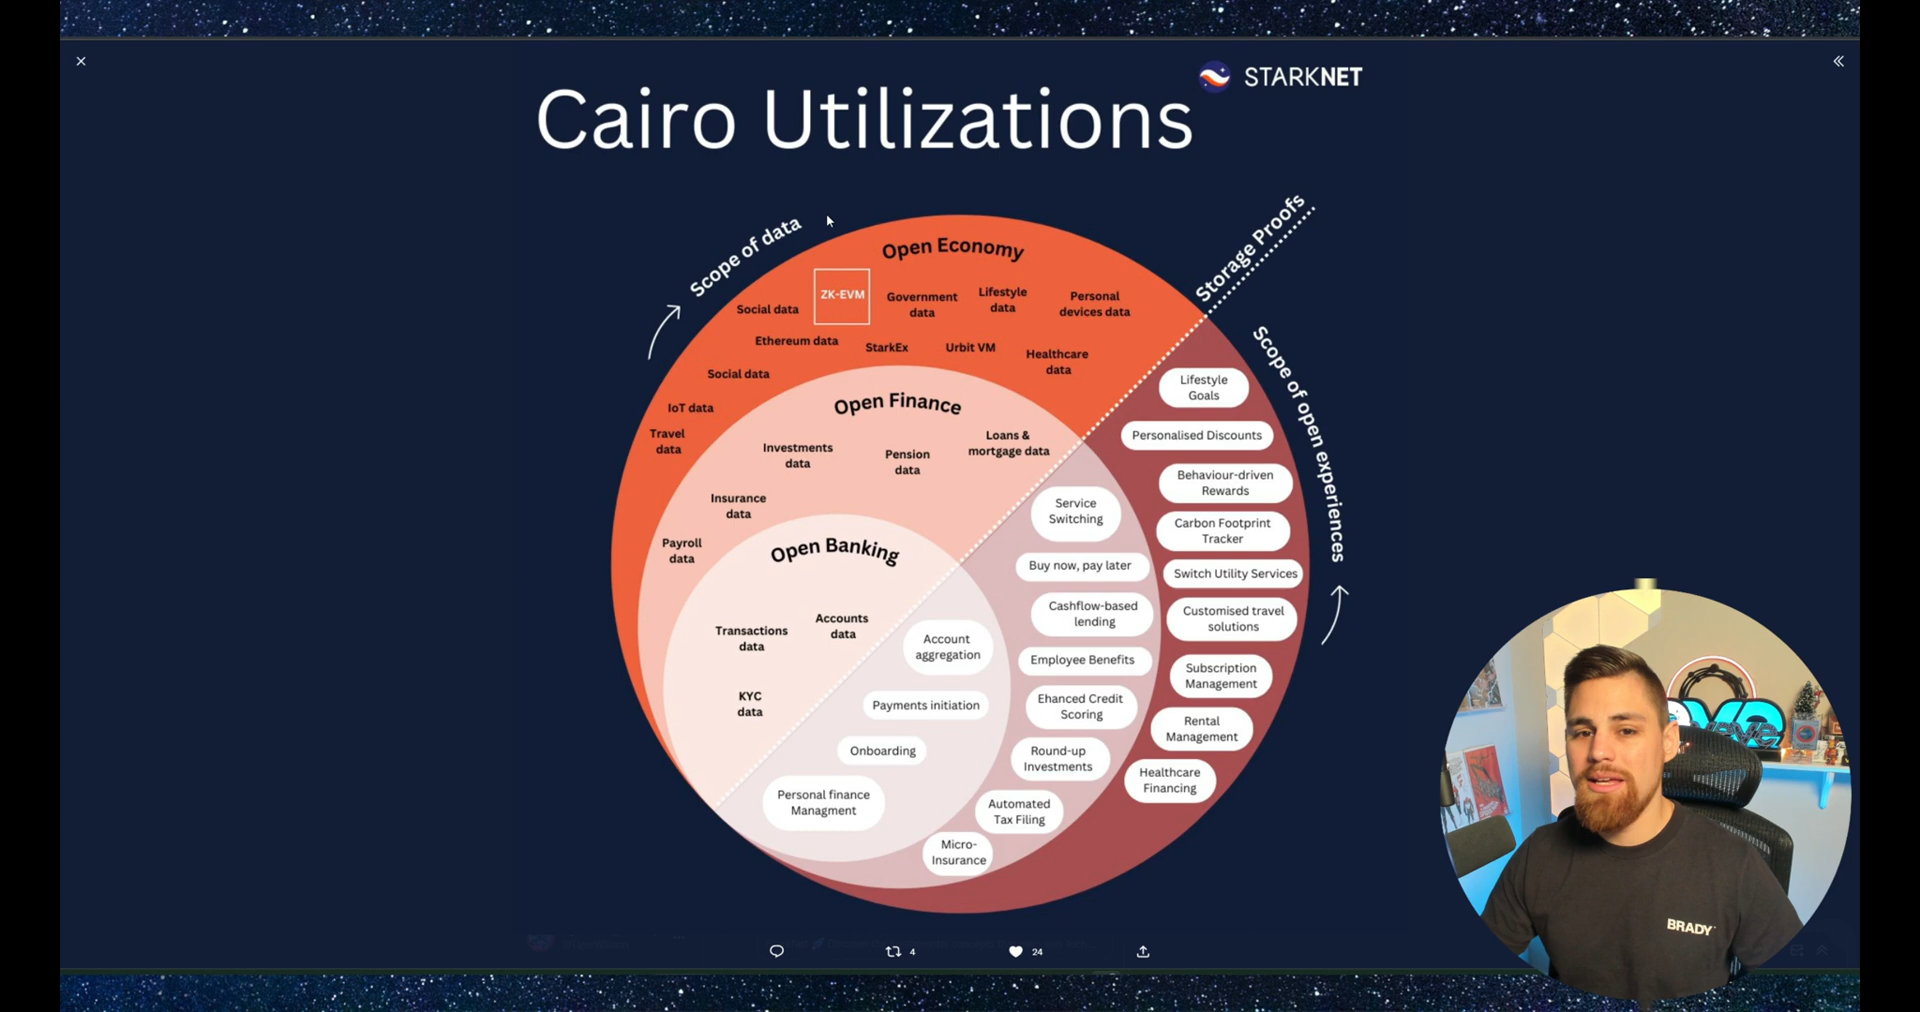 STARKNET
Cairo Utilizations
Scope of data
Storage Proofs
Scope of open experiences
Open Economy
Social data
ZK-EVM
Government
data
Lifestyle
data
Personal
devices data
Ethereum data
StarkEx
Urbit VM
Healthcare
data
Social data
IoT data
Travel
data
Open Finance
Investments
data
Pension
data
Loans &
mortgage data
Insurance
data
Payroll
data
Open Banking
Transactions
data
Accounts
data
KYC
data
Account
aggregation
Payments initiation
Onboarding
Personal finance
Managment
Service
Switching
Buy now, pay later
Cashflow-based
lending
Employee Benefits
Ehanced Credit
Scoring
Round-up
Investments
Automated
Tax Filing
Micro-
Insurance
Lifestyle
Goals
Personalised Discounts
Behaviour-driven
Rewards
Carbon Footprint
Tracker
Switch Utility Services
Customised travel
solutions
Subscription
Management
Rental
Management
Healthcare
Financing
4
24
BRADY